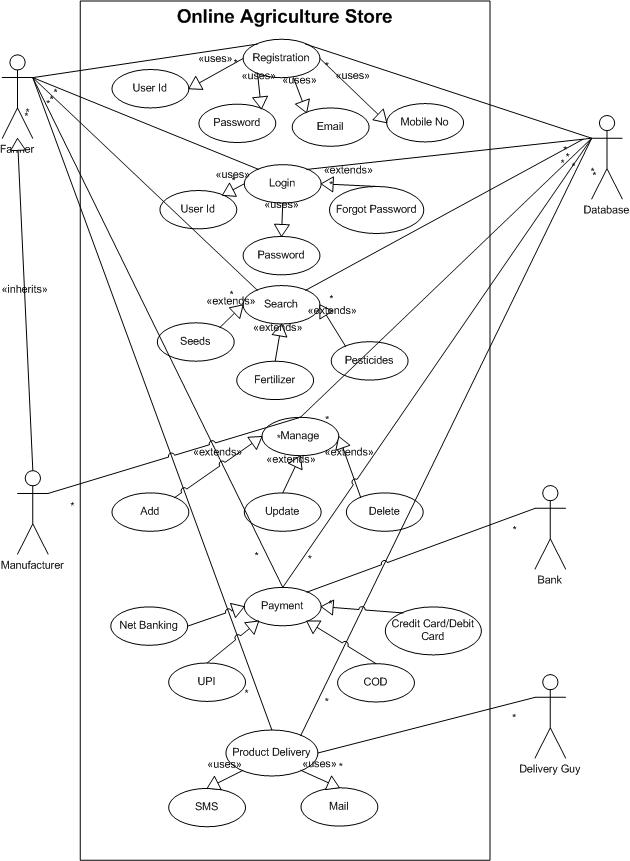 Online Agriculture Store
Registration
«uses»
«uses»
«uses»
«uses»
User Id
Password
Email
Mobile No
Farmer
Database
Login
«uses»
«extends»
«uses»
User Id
Forgot Password
Password
«inherits»
Search
«extends»
«extends»
«extends»
Seeds
Pesticides
Fertilizer
Manage
«extends»
«extends»
«extends»
Add
Update
Delete
Manufacturer
Bank
Payment
Net Banking
Credit Card/Debit
Card
UPI
COD
Product Delivery
«uses»
«uses»
Delivery Guy
SMS
Mail